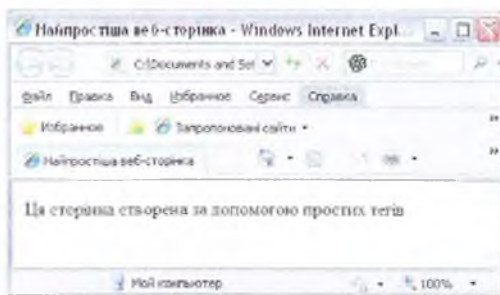 Найпростіша веб-сторінка - Windows Internet Expl...
C:\Documents and Set
Файл Правка Вид Избранное Сервис Справка
Избранное Запропоновані сайти
Найпростіша веб-сторінка
Ця сторінка створена за допомогою простих тегів
Мой компьютер 100%